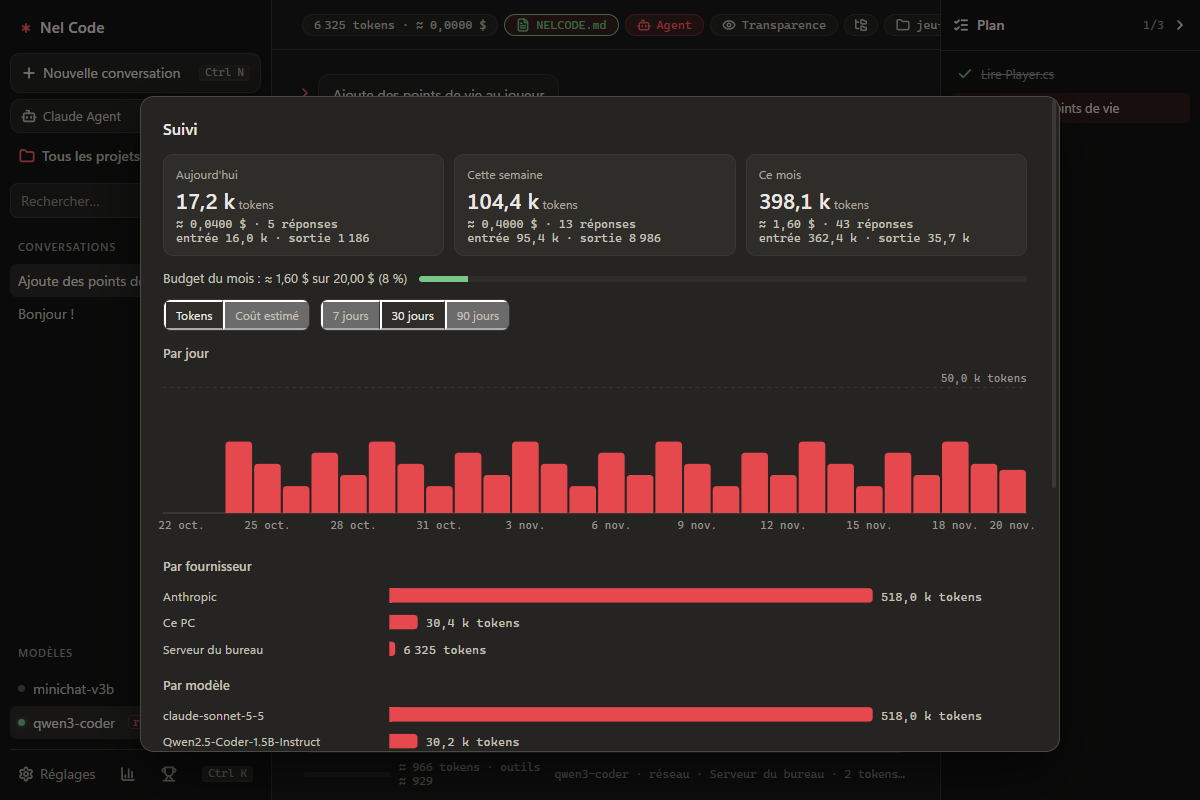 Nel Code
6 325 tokens · ≈ 0,0000 $
NELCODE.md
Agent
Transparence
jeu
Plan
1/3
Nouvelle conversation
Ctrl N
Lire Player.cs
Claude Agent
Ajoute des points de vie au joueur
ints de vie
Tous les projets
Rechercher...
CONVERSATIONS
Ajoute des points d
Bonjour !
Suivi
Aujourd'hui
17,2 k tokens
≈ 0,0400 $ · 5 réponses
entrée 16,0 k · sortie 1 186
Cette semaine
104,4 k tokens
≈ 0,4000 $ · 13 réponses
entrée 95,4 k · sortie 8 986
Ce mois
398,1 k tokens
≈ 1,60 $ · 43 réponses
entrée 362,4 k · sortie 35,7 k
Budget du mois : ≈ 1,60 $ sur 20,00 $ (8 %)
Tokens
Coût estimé
7 jours
30 jours
90 jours
Par jour
50,0 k tokens
22 oct.
25 oct.
28 oct.
31 oct.
3 nov.
6 nov.
9 nov.
12 nov.
15 nov.
18 nov.
20 nov.
Par fournisseur
Anthropic
518,0 k tokens
Ce PC
30,4 k tokens
Serveur du bureau
6 325 tokens
Par modèle
claude-sonnet-5-5
518,0 k tokens
Qwen2.5-Coder-1.5B-Instruct
30,2 k tokens
MODÈLES
minichat-v3b
qwen3-coder
Réglages
Ctrl K
≈ 966 tokens · outils
≈ 929
qwen3-coder · réseau · Serveur du bureau · 2 tokens…